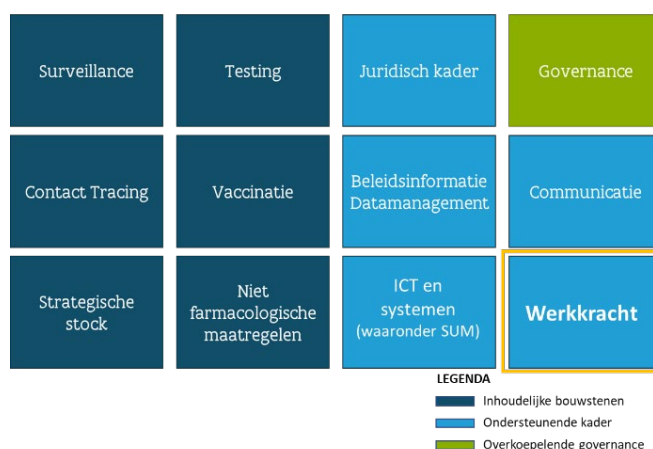 Surveillance
Testing
Juridisch kader
Governance
Contact Tracing
Vaccinatie
Beleidsinformatie
Datamanagement
Communicatie
Strategische
stock
Niet
farmacologische
maatregelen
ICT en
systemen
(waaronder SUM)
Werkkracht
LEGENDA
Inhoudelijke bouwstenen
Ondersteunende kader
Overkoepelende governance